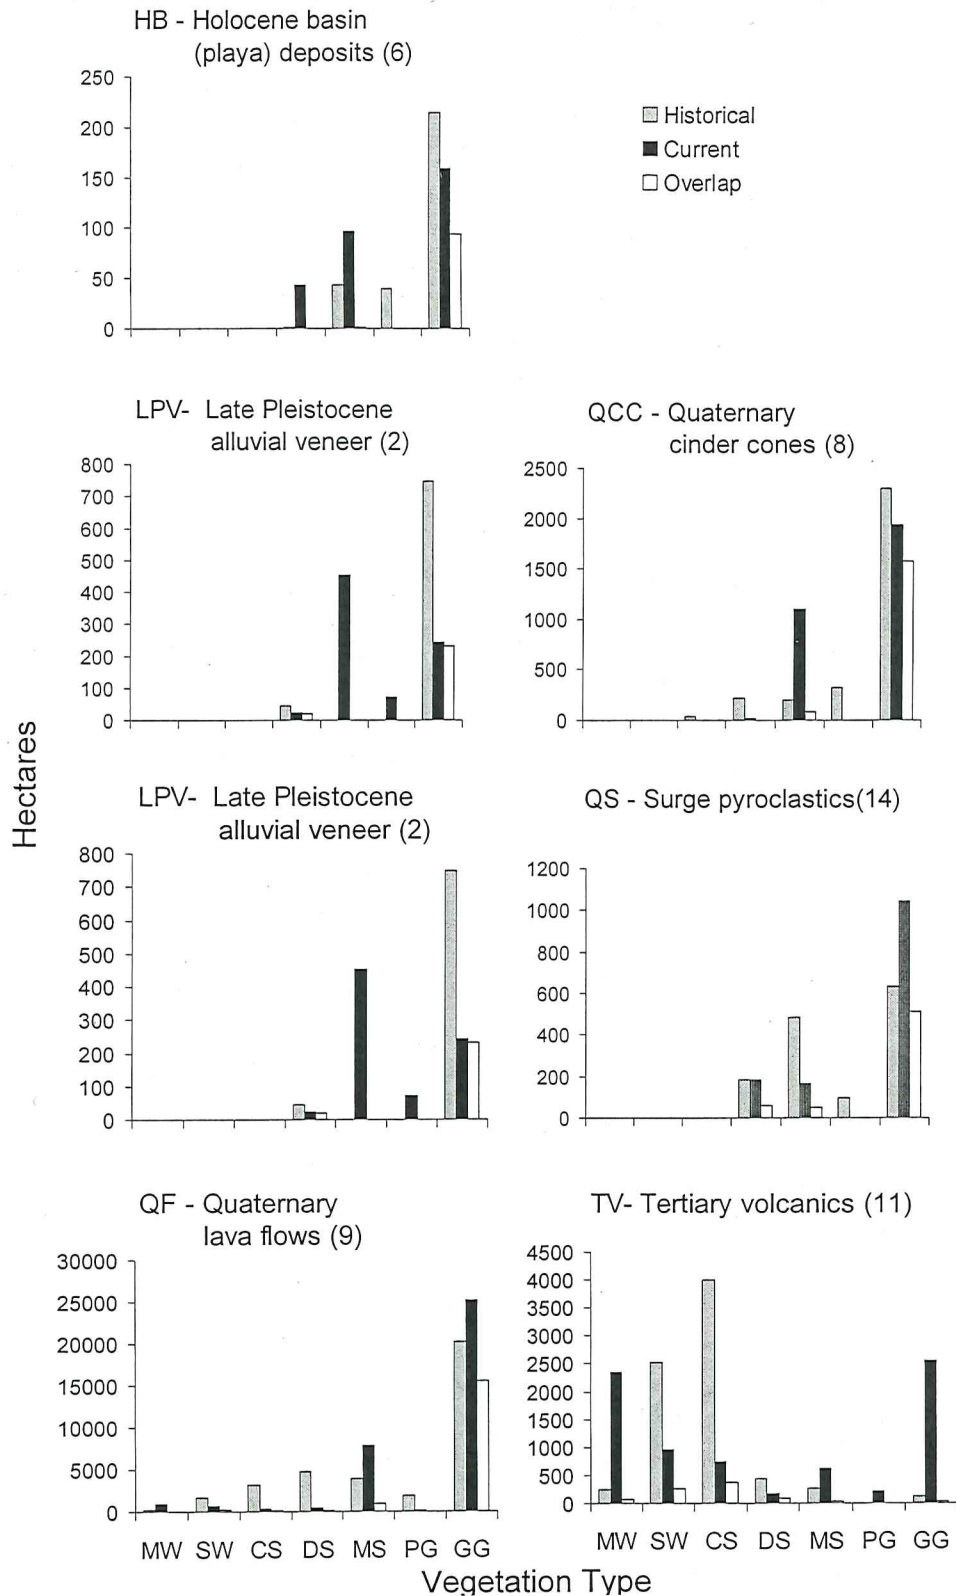 HB - Holocene basin
(playa) deposits (6)
250
200
150
100
50
0
Historical
Current
Overlap
LPV- Late Pleistocene
alluvial veneer (2)
800
700
600
500
400
300
200
100
0
QCC - Quaternary
cinder cones (8)
2500
2000
1500
1000
500
0
Hectares
LPV- Late Pleistocene
alluvial veneer (2)
800
700
600
500
400
300
200
100
0
QS - Surge pyroclastics(14)
1200
1000
800
600
400
200
0
QF - Quaternary
lava flows (9)
30000
25000
20000
15000
10000
5000
0
MW SW CS DS MS PG GG
TV- Tertiary volcanics (11)
4500
4000
3500
3000
2500
2000
1500
1000
500
0
MW SW CS DS MS PG GG
Vegetation Type